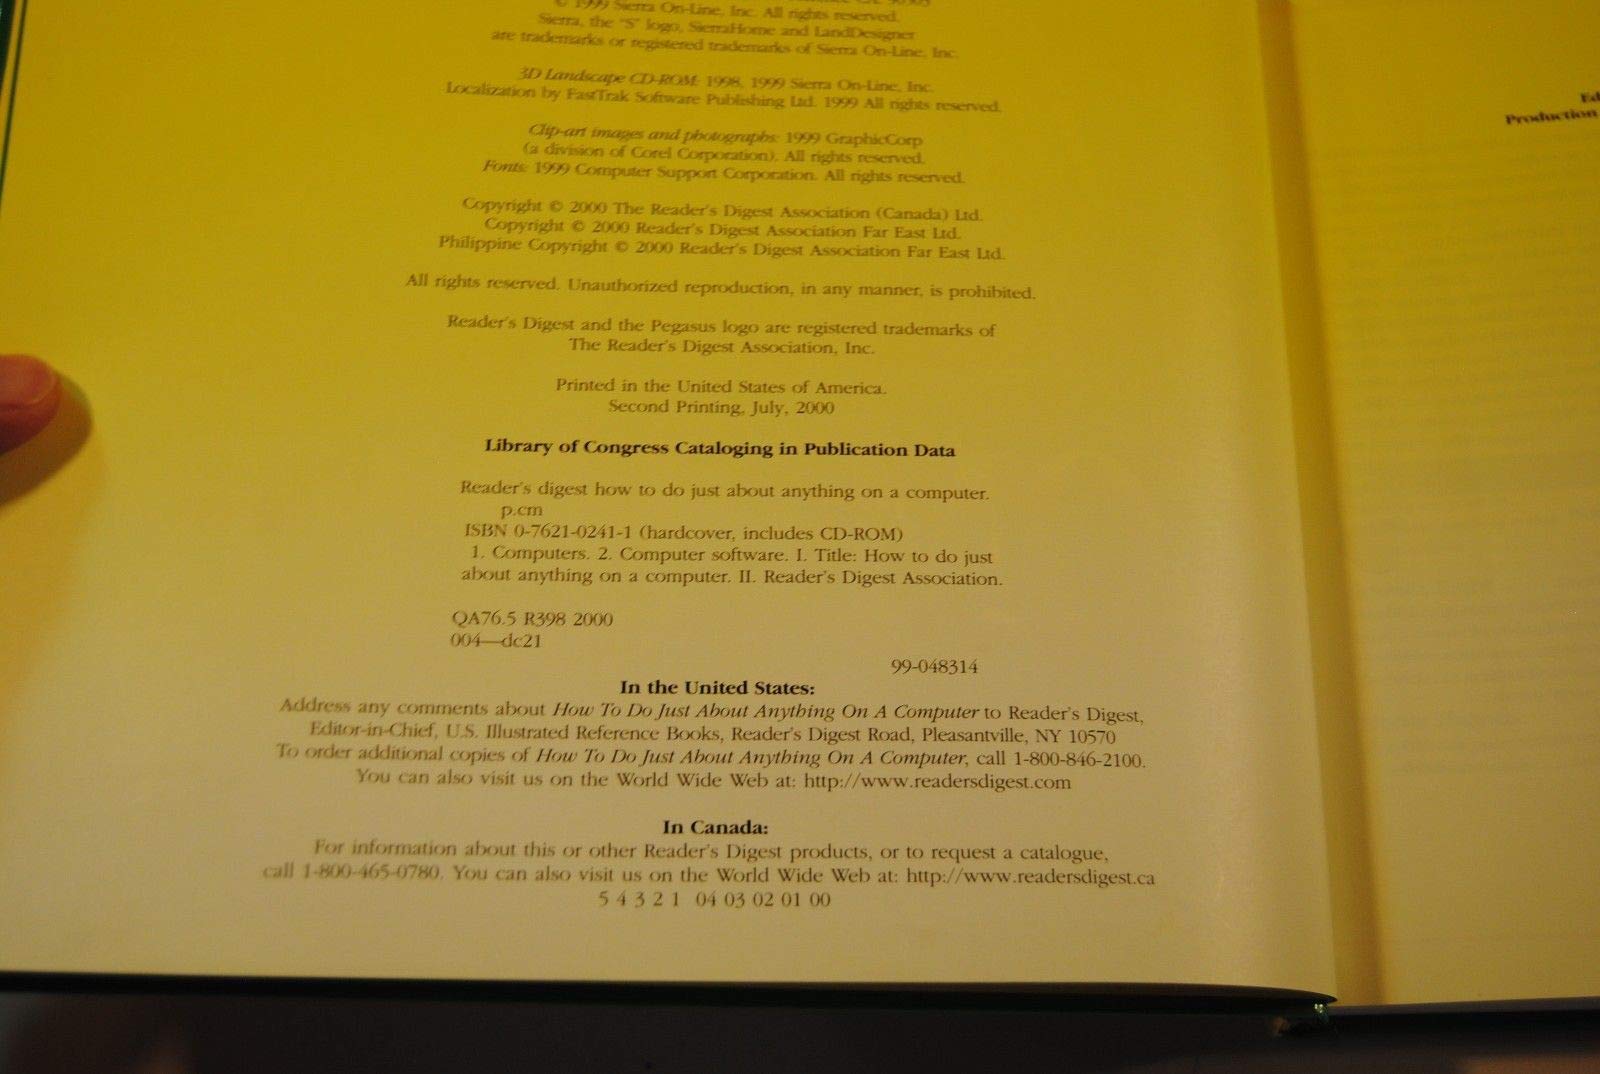 © 1999 Sierra On-Line, Inc. All rights reserved.
Sierra, the "S" logo, SierraHome and LandDesigner
are trademarks or registered trademarks of Sierra On-Line, Inc.
3D Landscape CD-ROM: 1998, 1999 Sierra On-Line, Inc.
Localization by FastTrak Software Publishing Ltd. 1999 All rights reserved.
Clip-art images and photographs: 1999 GraphicCorp
(a division of Corel Corporation). All rights reserved.
Fonts: 1999 Computer Support Corporation. All rights reserved.
Copyright © 2000 The Reader's Digest Association (Canada) Ltd.
Copyright © 2000 Reader's Digest Association Far East Ltd.
Philippine Copyright © 2000 Reader's Digest Association Far East Ltd.
All rights reserved. Unauthorized reproduction, in any manner, is prohibited.
Reader's Digest and the Pegasus logo are registered trademarks of
The Reader's Digest Association, Inc.
Printed in the United States of America.
Second Printing, July, 2000
Library of Congress Cataloging in Publication Data
Reader's digest how to do just about anything on a computer.
p.cm
ISBN 0-7621-0241-1 (hardcover, includes CD-ROM)
1. Computers. 2. Computer software. I. Title: How to do just
about anything on a computer. II. Reader's Digest Association.
QA76.5 R398 2000
004—dc21
99-048314
In the United States:
Address any comments about How To Do Just About Anything On A Computer to Reader's Digest,
Editor-in-Chief, U.S. Illustrated Reference Books, Reader's Digest Road, Pleasantville, NY 10570
To order additional copies of How To Do Just About Anything On A Computer, call 1-800-846-2100.
You can also visit us on the World Wide Web at: http://www.readersdigest.com
In Canada:
For information about this or other Reader's Digest products, or to request a catalogue,
call 1-800-465-0780. You can also visit us on the World Wide Web at: http://www.readersdigest.ca
5 4 3 2 1 04 03 02 01 00
Production